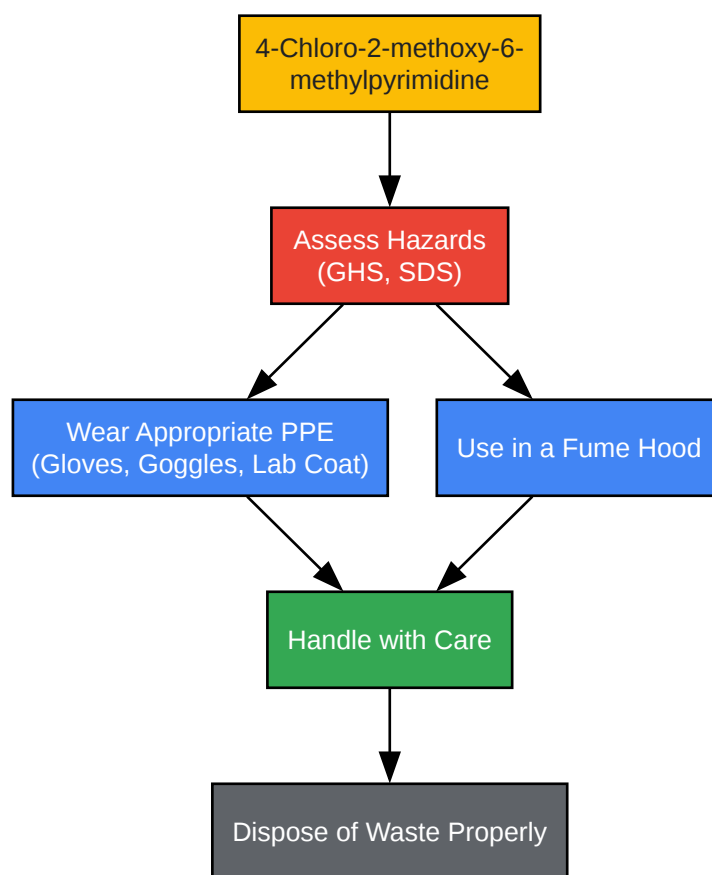 4-Chloro-2-methoxy-6-
methylpyrimidine
Assess Hazards
(GHS, SDS)
Wear Appropriate PPE
(Gloves, Goggles, Lab Coat)
Use in a Fume Hood
Handle with Care
Dispose of Waste Properly